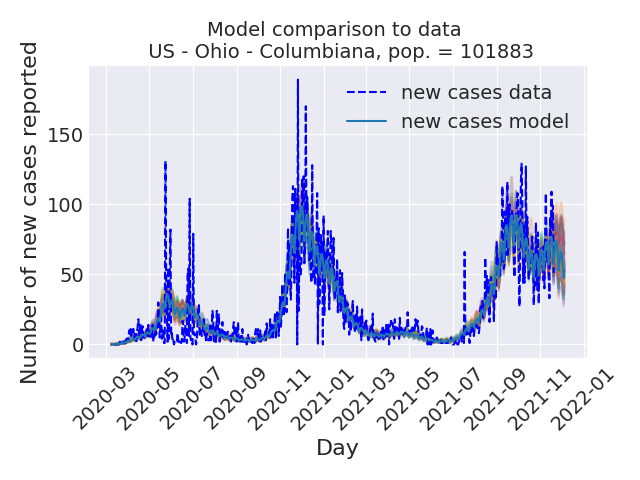 Model comparison to data
US - Ohio - Columbiana, pop. = 101883
Number of new cases reported
150
100
50
0
new cases data
new cases model
2020-03
2020-05
2020-07
2020-09
2020-11
2021-01
2021-03
2021-05
2021-07
2021-09
2021-11
2022-01
Day